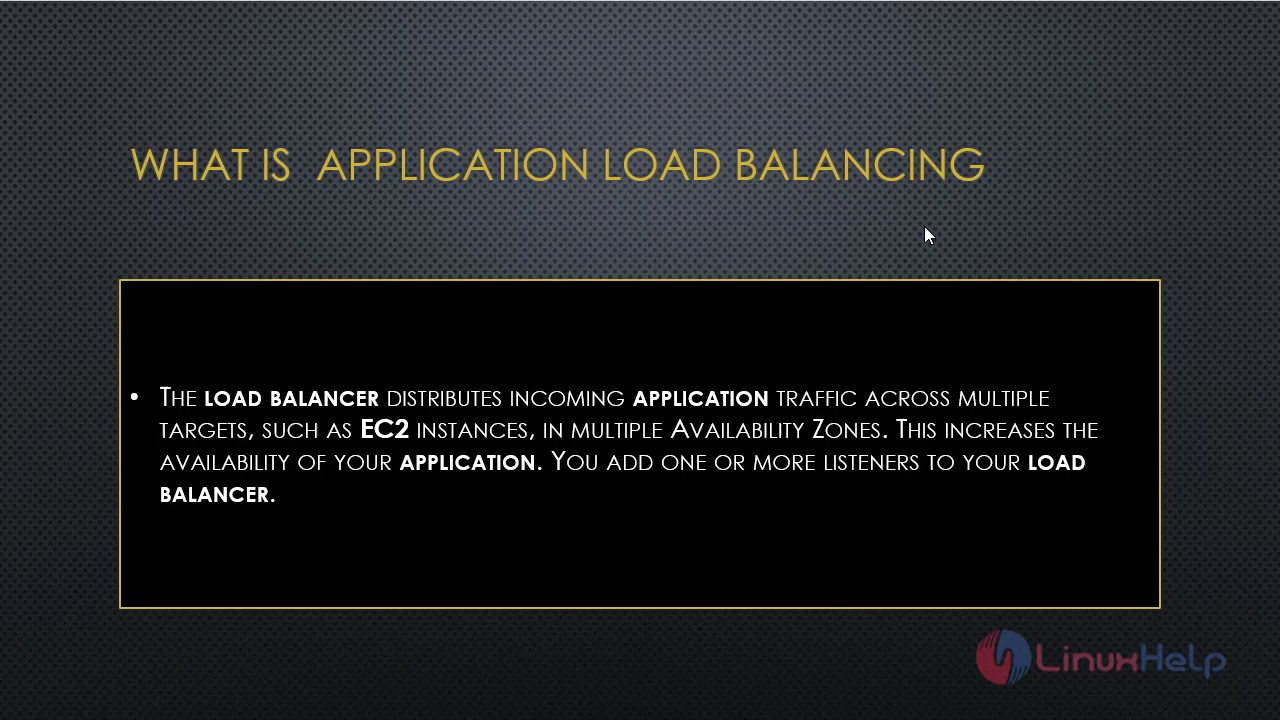 WHAT IS  APPLICATION LOAD BALANCING
• THE LOAD BALANCER DISTRIBUTES INCOMING APPLICATION TRAFFIC ACROSS MULTIPLE
TARGETS, SUCH AS EC2 INSTANCES, IN MULTIPLE AVAILABILITY ZONES. THIS INCREASES THE
AVAILABILITY OF YOUR APPLICATION. YOU ADD ONE OR MORE LISTENERS TO YOUR LOAD
BALANCER.
LinuxHelp